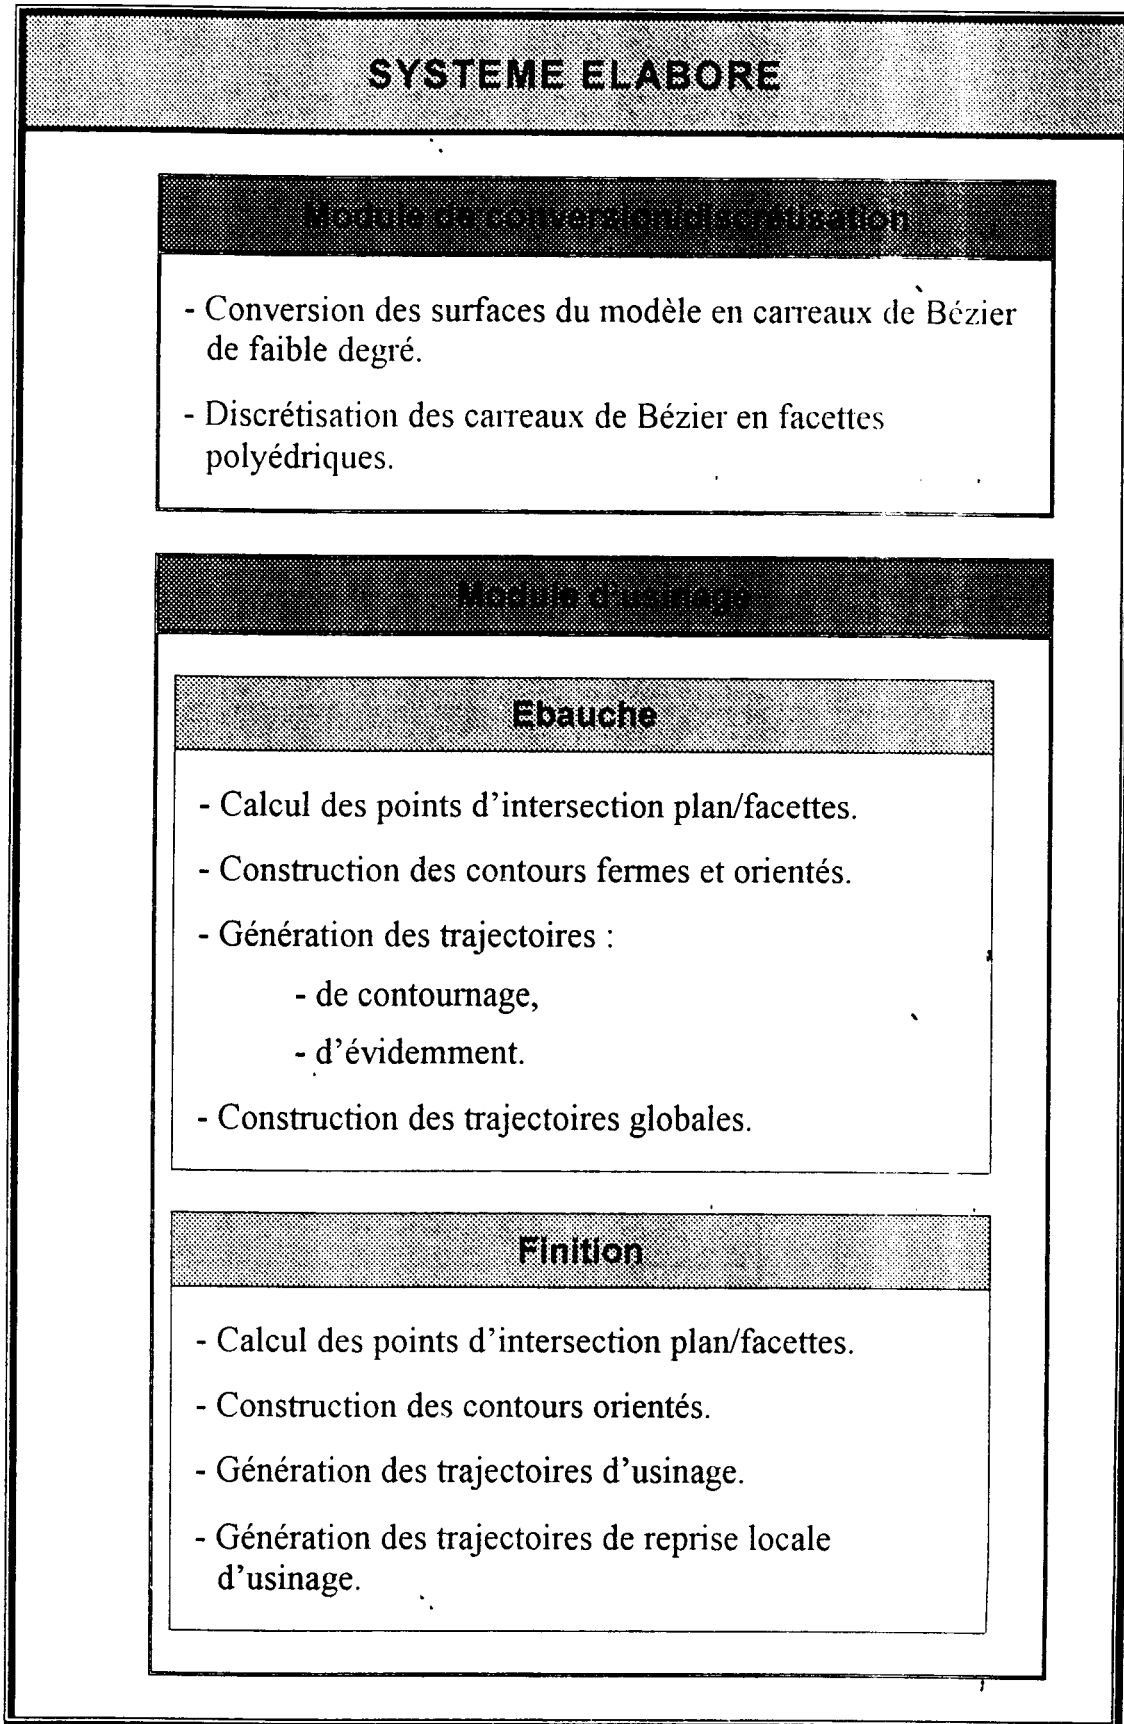 SYSTEME ELABORE
Module de conversion/discrétisation
- Conversion des surfaces du modèle en carreaux de Bézier
de faible degré.
- Discrétisation des carreaux de Bézier en facettes
polyédriques.
Module d'usinage
Ebauche
- Calcul des points d'intersection plan/facettes.
- Construction des contours fermes et orientés.
- Génération des trajectoires :
- de contournage,
- d'évidemment.
- Construction des trajectoires globales.
Finition
- Calcul des points d'intersection plan/facettes.
- Construction des contours orientés.
- Génération des trajectoires d'usinage.
- Génération des trajectoires de reprise locale
d'usinage.